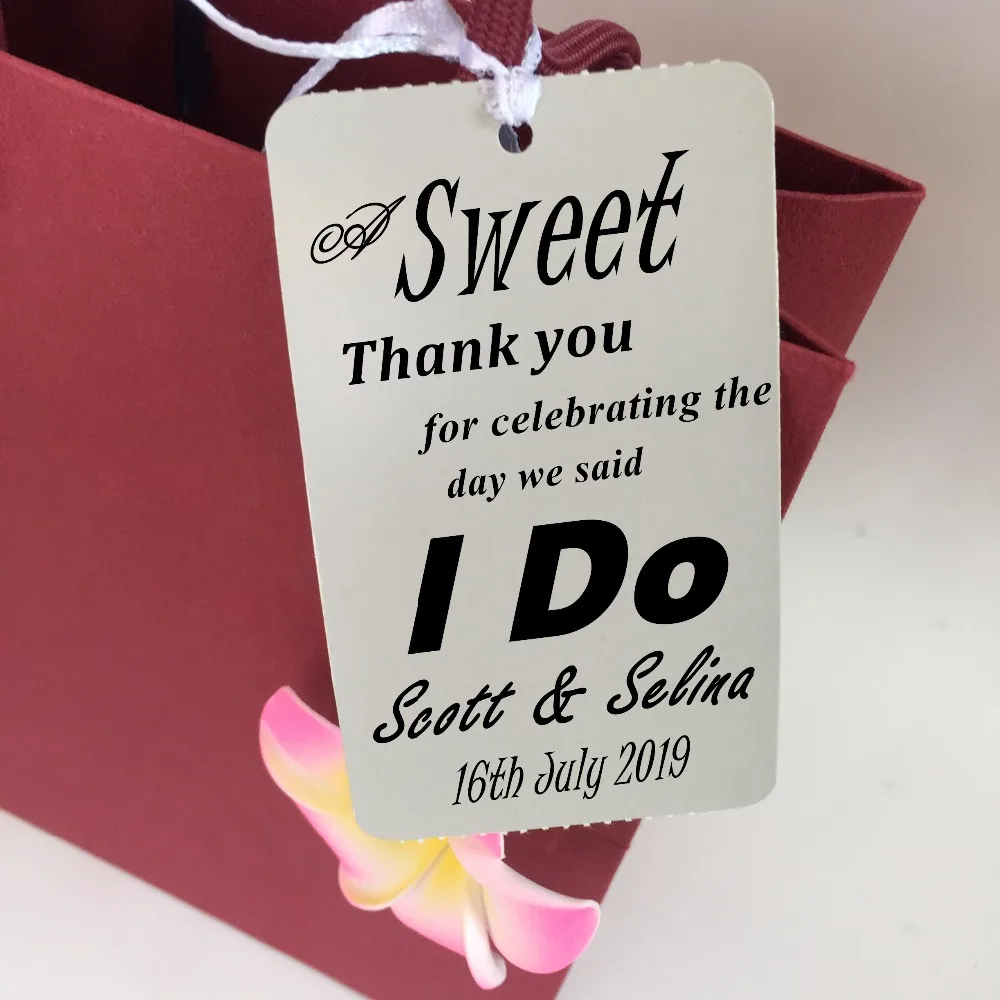 A Sweet
Thank you
for celebrating the
day we said
I Do
Scott & Selina
16th July 2019